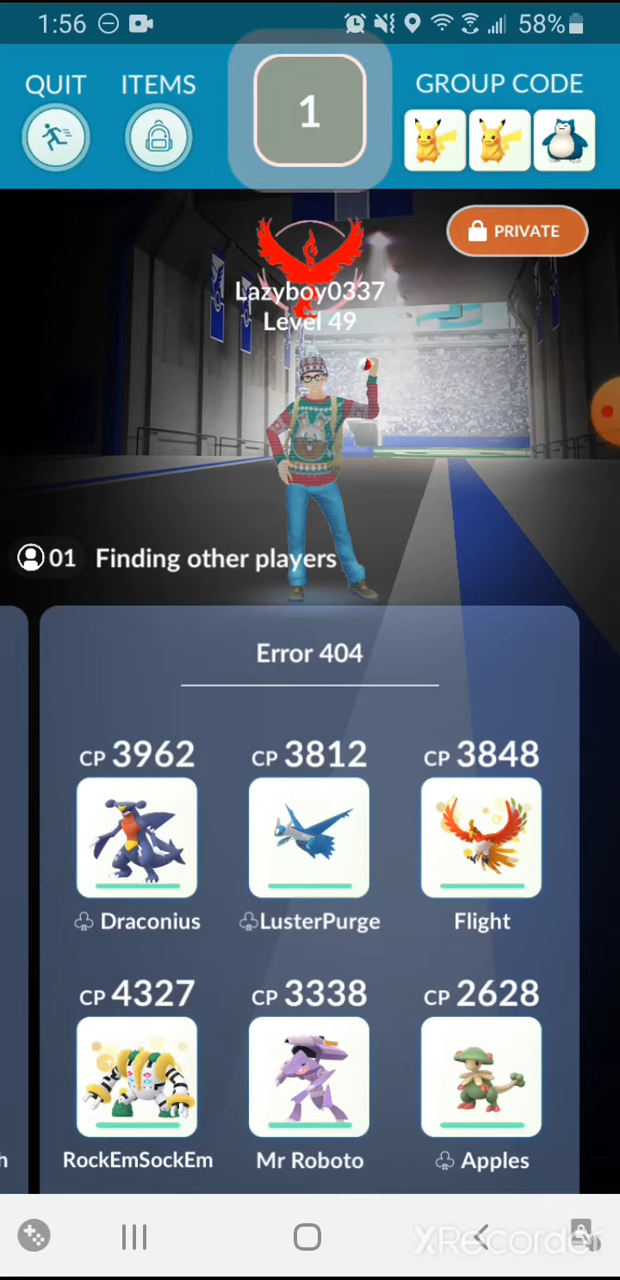 1:56
58%
QUIT
ITEMS
1
GROUP CODE
PRIVATE
Lazyboy0337
Level 49
01 Finding other players
Error 404
CP 3962
CP 3812
CP 3848
Draconius
LusterPurge
Flight
CP 4327
CP 3338
CP 2628
h
RockEmSockEm
Mr Roboto
Apples
XRecorder